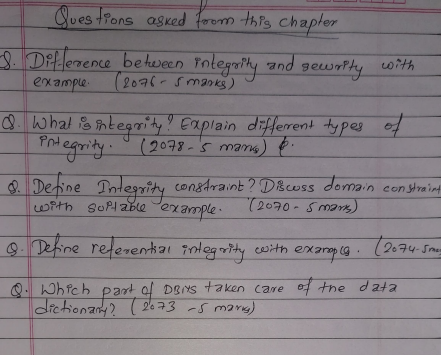 Questions asked from this chapter
Q. Difference between integrity and security with
example. (2076 - 5 marks)
Q. What is integrity? Explain different types of
integrity. (2078 - 5 marks)
Q. Define Integrity constraint? Discuss domain constraint
with suitable example. (2070 - 5 marks)
Q. Define referential integrity with example. (2074 - 5 mar
Q. Which part of DBMS taken care of the data
dictionary? (2073 - 5 marks)